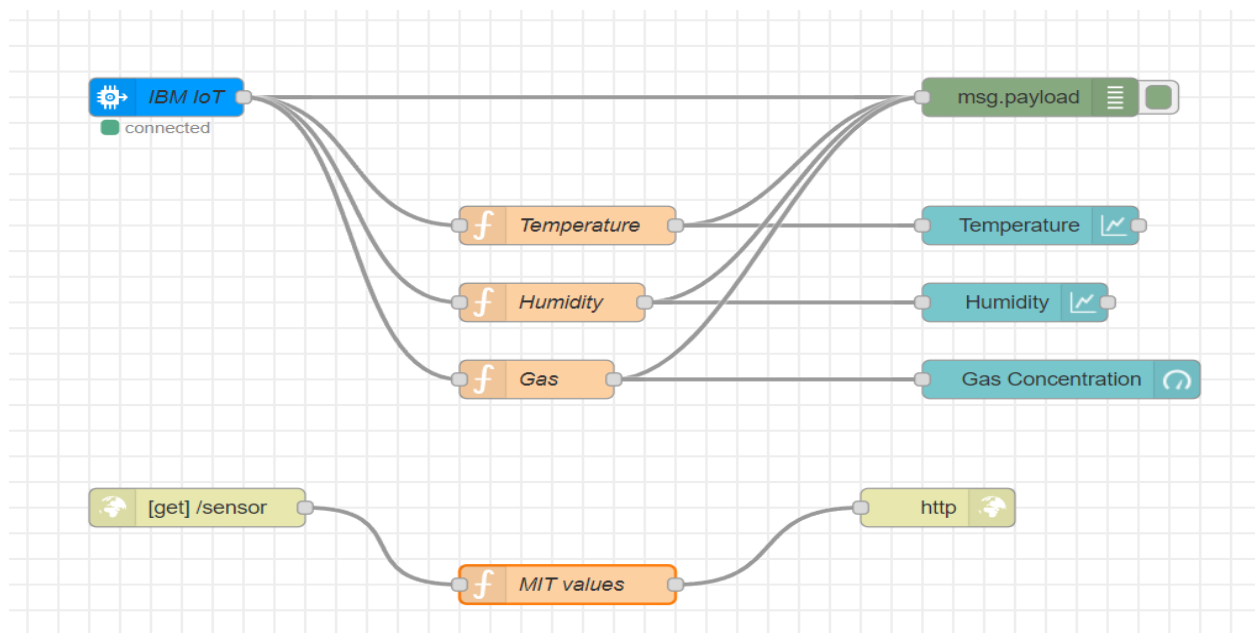 IBM IoT
msg.payload
connected
Temperature
Temperature
Humidity
Humidity
Gas
Gas Concentration
[get] /sensor
http
MIT values